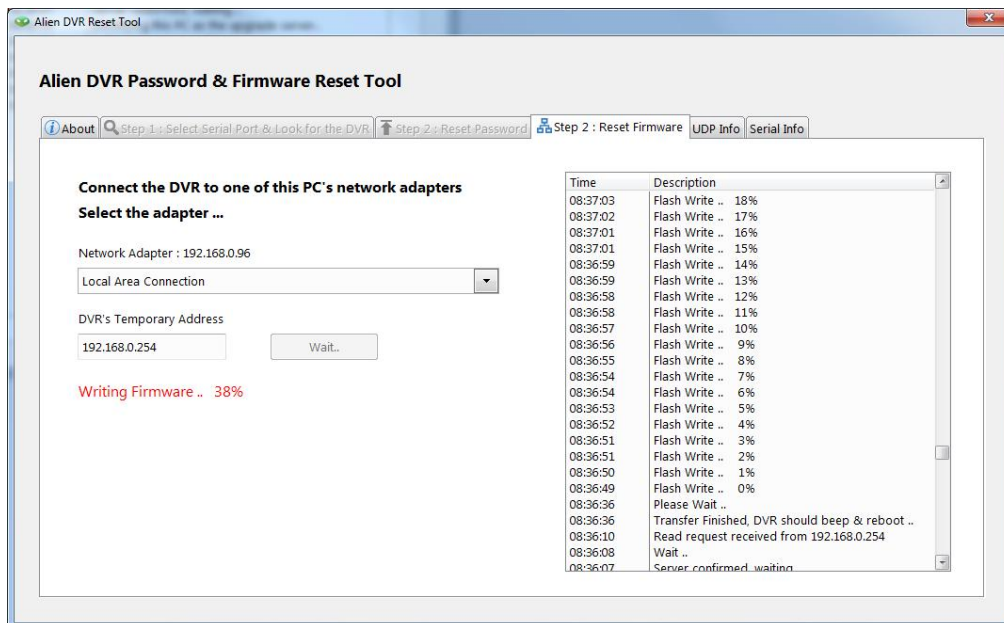 Alien DVR Reset Tool
Alien DVR Password & Firmware Reset Tool
About
Step 1 : Select Serial Port & Look for the DVR
Step 2 : Reset Password
Step 2 : Reset Firmware
UDP Info
Serial Info
Connect the DVR to one of this PC's network adapters
Select the adapter ...
Network Adapter : 192.168.0.96
Local Area Connection
DVR's Temporary Address
192.168.0.254
Wait..
Writing Firmware .. 38%
Time Description
08:37:03 Flash Write .. 18%
08:37:02 Flash Write .. 17%
08:37:01 Flash Write .. 16%
08:37:01 Flash Write .. 15%
08:36:59 Flash Write .. 14%
08:36:59 Flash Write .. 13%
08:36:58 Flash Write .. 12%
08:36:58 Flash Write .. 11%
08:36:57 Flash Write .. 10%
08:36:56 Flash Write .. 9%
08:36:55 Flash Write .. 8%
08:36:54 Flash Write .. 7%
08:36:54 Flash Write .. 6%
08:36:53 Flash Write .. 5%
08:36:52 Flash Write .. 4%
08:36:51 Flash Write .. 3%
08:36:51 Flash Write .. 2%
08:36:50 Flash Write .. 1%
08:36:49 Flash Write .. 0%
08:36:36 Please Wait ..
08:36:36 Transfer Finished, DVR should beep & reboot ..
08:36:10 Read request received from 192.168.0.254
08:36:08 Wait ..
08:36:07 Server confirmed, waiting